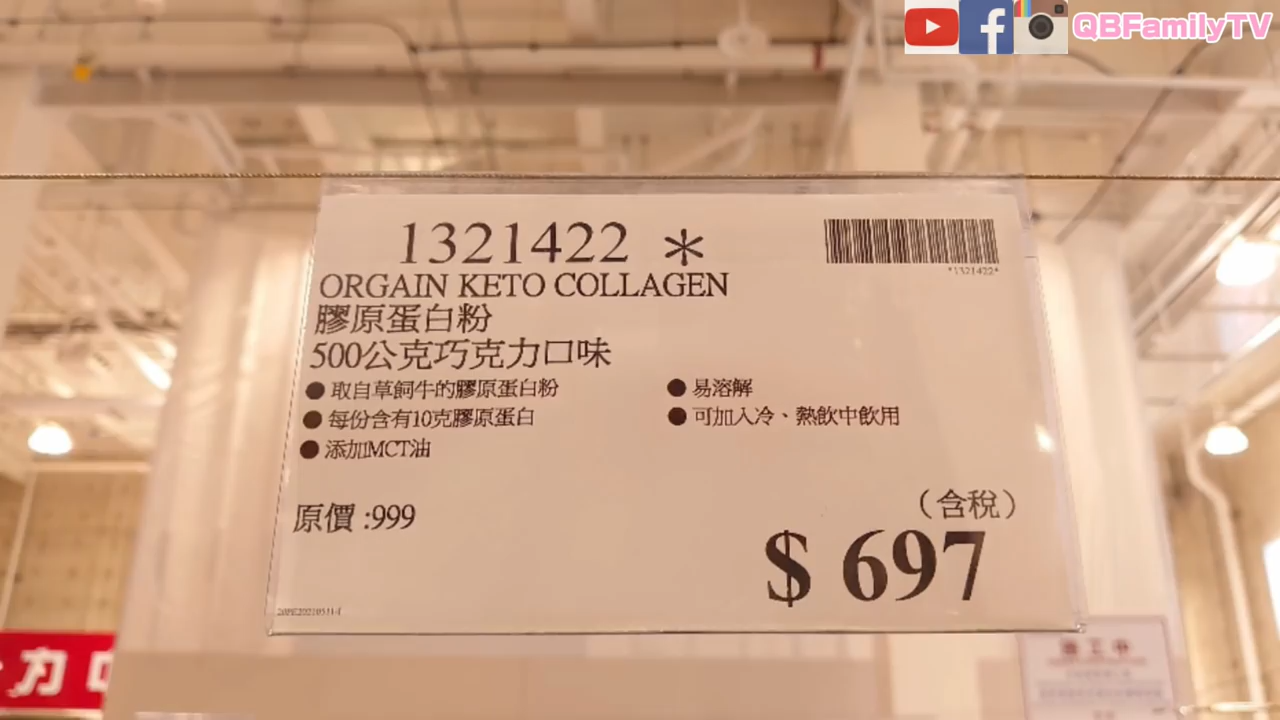 QBFamilyTV
1321422 *
*1321422*
ORGAIN KETO COLLAGEN
膠原蛋白粉
500公克巧克力口味
●取自草飼牛的膠原蛋白粉
●易溶解
●每份含有10克膠原蛋白
●可加入冷、熱飲中飲用
●添加MCT油
原價:999
(含稅)
$ 697